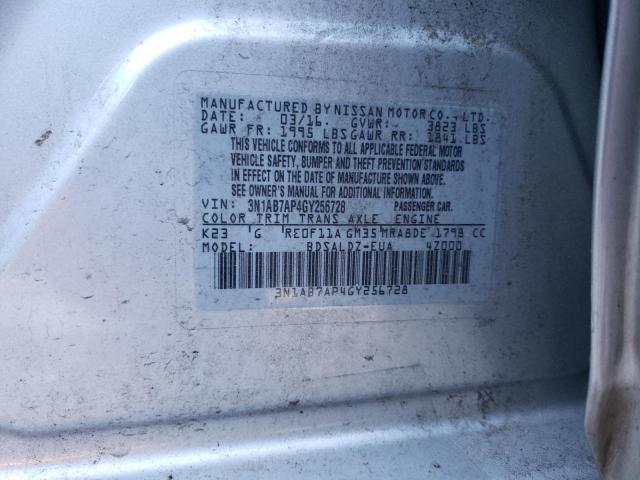 MANUFACTURED BY NISSAN MOTOR CO., LTD.
DATE: 03/16 GVWR: 3823 LBS
GAWR FR: 1995 LBS GAWR RR: 1841 LBS
THIS VEHICLE CONFORMS TO ALL APPLICABLE FEDERAL MOTOR
VEHICLE SAFETY, BUMPER AND THEFT PREVENTION STANDARDS
IN EFFECT ON THE DATE OF MANUFACTURE SHOWN ABOVE.
SEE OWNER'S MANUAL FOR ADDITIONAL INFORMATION.
VIN: 3N1AB7AP4GY256728 PASSENGER CAR.
COLOR TRIM TRANS AXLE ENGINE
K23 G RE0F11A GM35 MRA8DE 1798 CC
BDSALDZ-EUA 4Z000
3N1AB7AP4GY256728